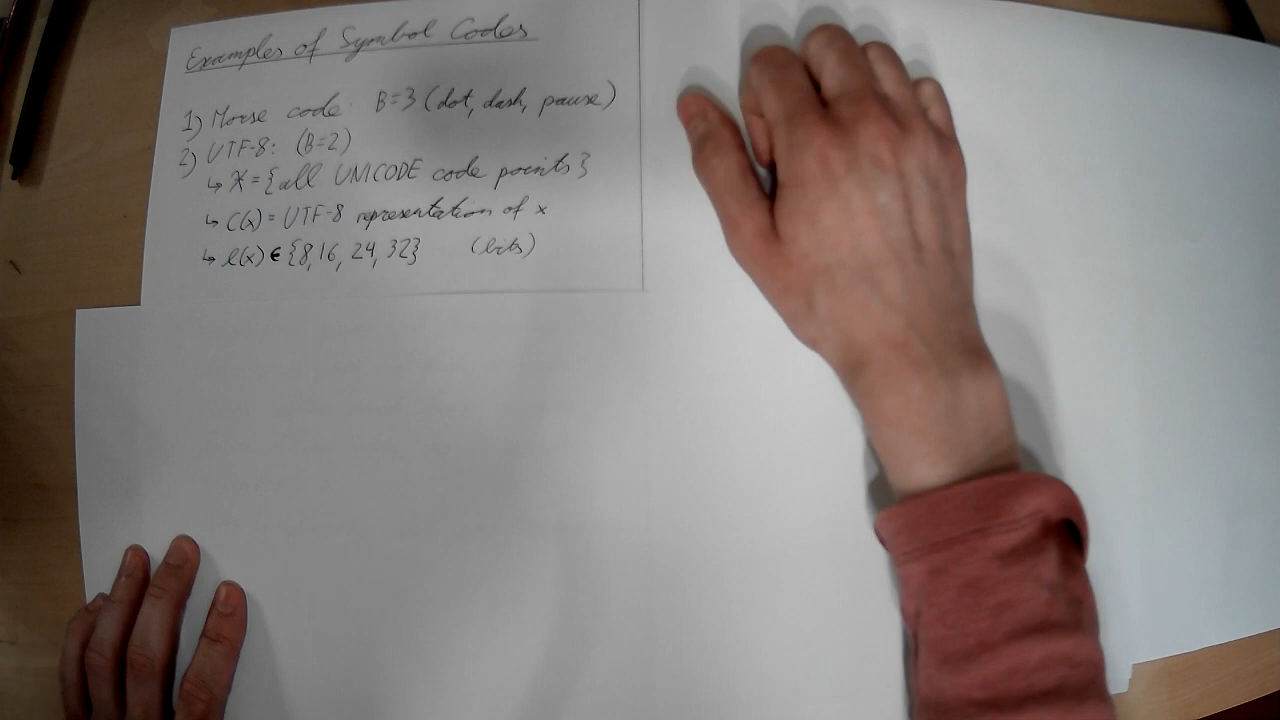 Examples of Symbol Codes
1) Morse code: B=3 (dot, dash, pause)
2) UTF-8: (B=2)
↳ X = {all UNICODE code points}
↳ C(x) = UTF-8 representation of x
↳ ℓ(x) ∈ {8, 16, 24, 32} (bits)